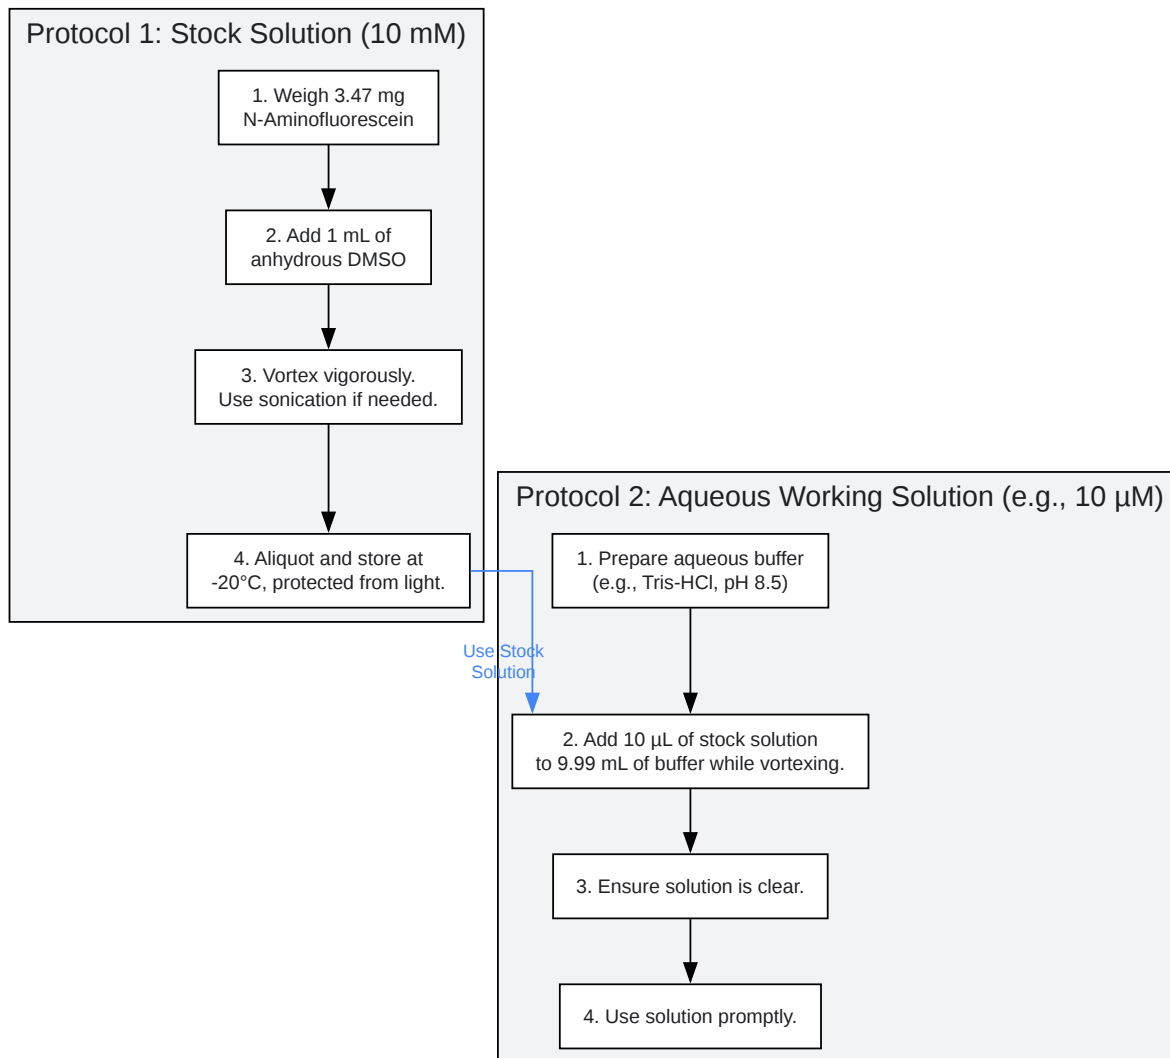 Protocol 1: Stock Solution (10 mM)
1. Weigh 3.47 mg
N-Aminofluorescein
2. Add 1 mL of
anhydrous DMSO
3. Vortex vigorously.
Use sonication if needed.
4. Aliquot and store at
-20°C, protected from light.
Use Stock
Solution
Protocol 2: Aqueous Working Solution (e.g., 10 µM)
1. Prepare aqueous buffer
(e.g., Tris-HCl, pH 8.5)
2. Add 10 µL of stock solution
to 9.99 mL of buffer while vortexing.
3. Ensure solution is clear.
4. Use solution promptly.